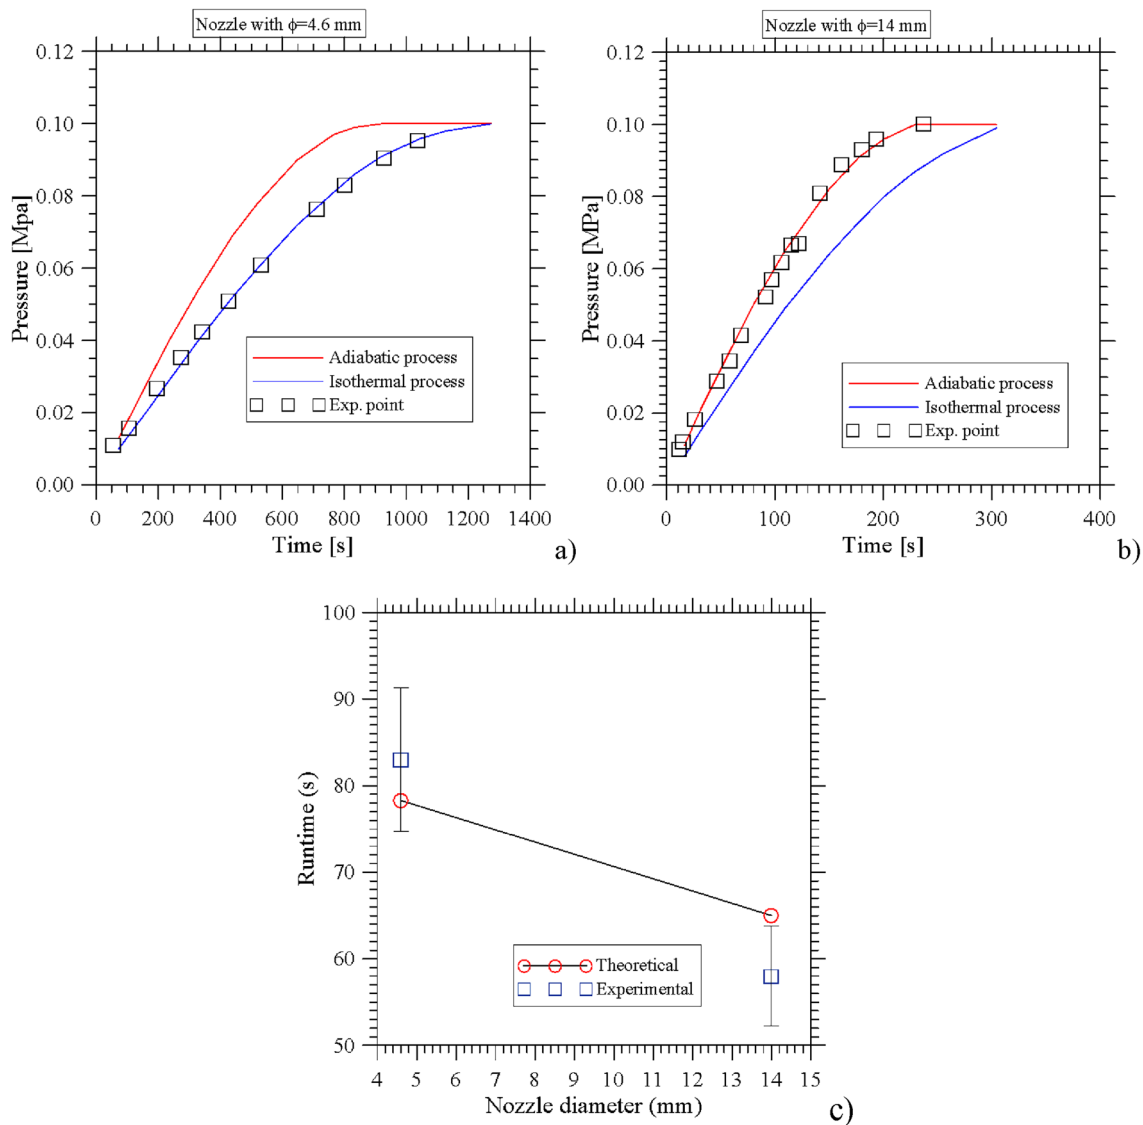 Nozzle with ϕ=4.6 mm
0.12
0.10
0.08
0.06
0.04
0.02
0.00
Pressure [Mpa]
Adiabatic process
Isothermal process
Exp. point
0 200 400 600 800 1000 1200 1400
Time [s]
a)
Nozzle with ϕ=14 mm
0.12
0.10
0.08
0.06
0.04
0.02
0.00
Pressure [MPa]
Adiabatic process
Isothermal process
Exp. point
0 100 200 300 400
Time [s]
b)
100
90
80
70
60
50
Runtime (s)
Theoretical
Experimental
4 5 6 7 8 9 10 11 12 13 14 15
Nozzle diameter (mm)
c)